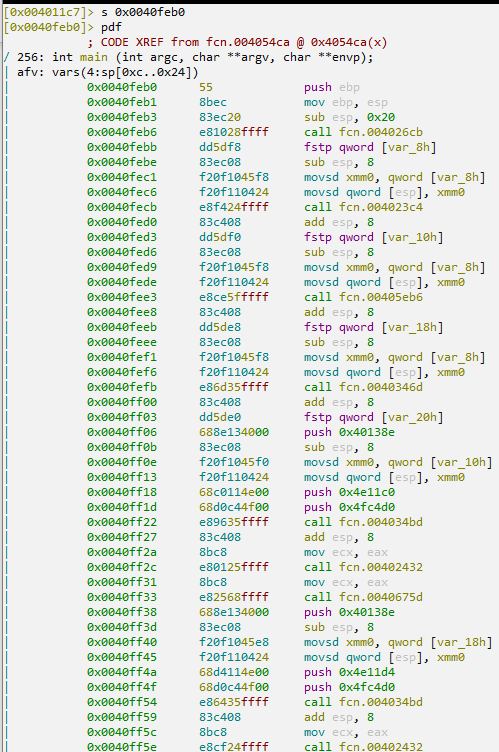 [0x004011c7]> s 0x0040feb0
[0x0040feb0]> pdf
; CODE XREF from fcn.004054ca @ 0x4054ca(x)
/ 256: int main (int argc, char **argv, char **envp);
| afv: vars(4:sp[0xc..0x24])
| 0x0040feb0 55 push ebp
| 0x0040feb1 8bec mov ebp, esp
| 0x0040feb3 83ec20 sub esp, 0x20
| 0x0040feb6 e81028ffff call fcn.004026cb
| 0x0040febb dd5df8 fstp qword [var_8h]
| 0x0040febe 83ec08 sub esp, 8
| 0x0040fec1 f20f1045f8 movsd xmm0, qword [var_8h]
| 0x0040fec6 f20f110424 movsd qword [esp], xmm0
| 0x0040fecb e8f424ffff call fcn.004023c4
| 0x0040fed0 83c408 add esp, 8
| 0x0040fed3 dd5df0 fstp qword [var_10h]
| 0x0040fed6 83ec08 sub esp, 8
| 0x0040fed9 f20f1045f8 movsd xmm0, qword [var_8h]
| 0x0040fede f20f110424 movsd qword [esp], xmm0
| 0x0040fee3 e8ce5fffff call fcn.00405eb6
| 0x0040fee8 83c408 add esp, 8
| 0x0040feeb dd5de8 fstp qword [var_18h]
| 0x0040feee 83ec08 sub esp, 8
| 0x0040fef1 f20f1045f8 movsd xmm0, qword [var_8h]
| 0x0040fef6 f20f110424 movsd qword [esp], xmm0
| 0x0040fefb e86d35ffff call fcn.0040346d
| 0x0040ff00 83c408 add esp, 8
| 0x0040ff03 dd5de0 fstp qword [var_20h]
| 0x0040ff06 688e134000 push 0x40138e
| 0x0040ff0b 83ec08 sub esp, 8
| 0x0040ff0e f20f1045f0 movsd xmm0, qword [var_10h]
| 0x0040ff13 f20f110424 movsd qword [esp], xmm0
| 0x0040ff18 68c0114e00 push 0x4e11c0
| 0x0040ff1d 68d0c44f00 push 0x4fc4d0
| 0x0040ff22 e89635ffff call fcn.004034bd
| 0x0040ff27 83c408 add esp, 8
| 0x0040ff2a 8bc8 mov ecx, eax
| 0x0040ff2c e80125ffff call fcn.00402432
| 0x0040ff31 8bc8 mov ecx, eax
| 0x0040ff33 e82568ffff call fcn.0040675d
| 0x0040ff38 688e134000 push 0x40138e
| 0x0040ff3d 83ec08 sub esp, 8
| 0x0040ff40 f20f1045e8 movsd xmm0, qword [var_18h]
| 0x0040ff45 f20f110424 movsd qword [esp], xmm0
| 0x0040ff4a 68d4114e00 push 0x4e11d4
| 0x0040ff4f 68d0c44f00 push 0x4fc4d0
| 0x0040ff54 e86435ffff call fcn.004034bd
| 0x0040ff59 83c408 add esp, 8
| 0x0040ff5c 8bc8 mov ecx, eax
| 0x0040ff5e e8cf24ffff call fcn.00402432